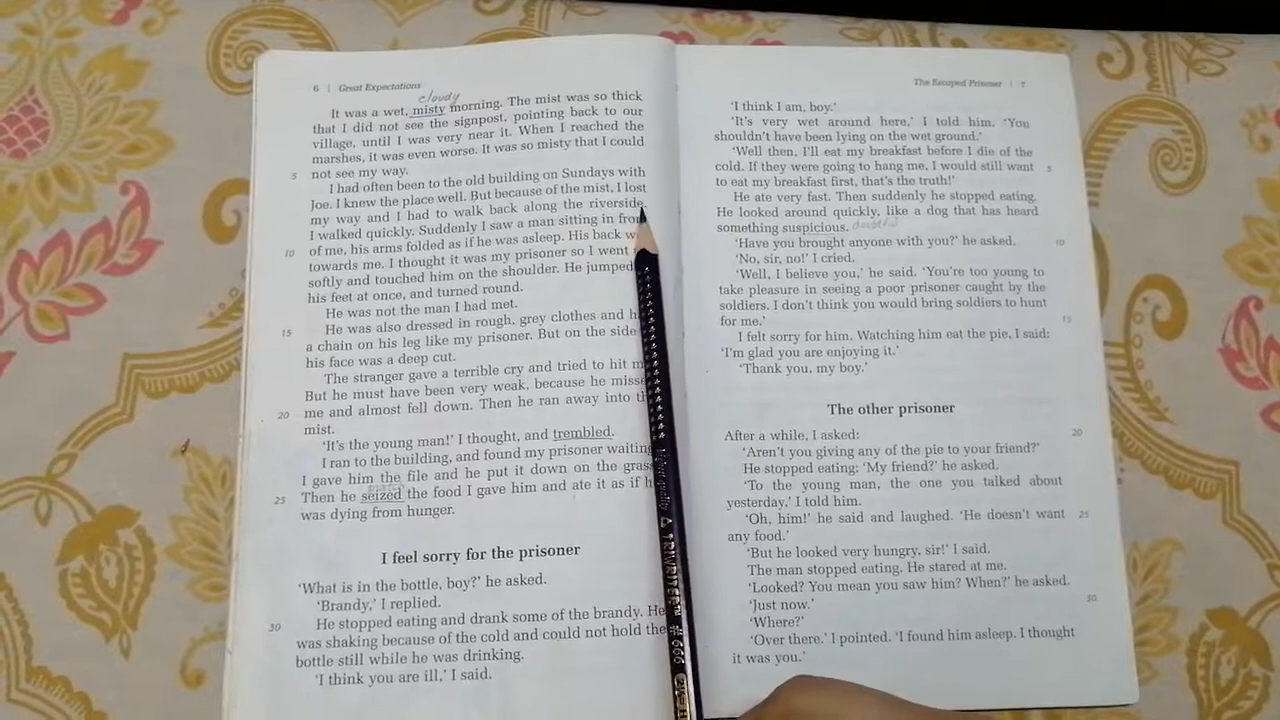 6 | Great Expectations
cloudy
It was a wet, misty morning. The mist was so thick
that I did not see the signpost, pointing back to our
village, until I was very near it. When I reached the
marshes, it was even worse. It was so misty that I could
5 not see my way.
I had often been to the old building on Sundays with
Joe. I knew the place well. But because of the mist, I lost
my way and I had to walk back along the riverside.
I walked quickly. Suddenly I saw a man sitting in
10 of me, his arms folded as if he was asleep. His back
towards me. I thought it was my prisoner so I went
softly and touched him on the shoulder. He jumped
his feet at once, and turned round.
He was not the man I had met.
15 He was also dressed in rough, grey clothes and
a chain on his leg like my prisoner. But on the side
his face was a deep cut.
The stranger gave a terrible cry and tried to hit
But he must have been very weak, because he
20 me and almost fell down. Then he ran away into
mist.
'It's the young man!' I thought, and trembled.
I ran to the building, and found my prisoner waiting
I gave him the file and he put it down on the
25 Then he seized the food I gave him and ate it as if
was dying from hunger.
I feel sorry for the prisoner
'What is in the bottle, boy?' he asked.
'Brandy,' I replied.
30 He stopped eating and drank some of the brandy. He
was shaking because of the cold and could not hold the
bottle still while he was drinking.
'I think you are ill,' I said.
The Escaped Prisoner | 7
'I think I am, boy.'
'It's very wet around here,' I told him. 'You
shouldn't have been lying on the wet ground.'
'Well then, I'll eat my breakfast before I die of the
cold. If they were going to hang me, I would still want 5
to eat my breakfast first, that's the truth!'
He ate very fast. Then suddenly he stopped eating.
He looked around quickly, like a dog that has heard
something suspicious. doubtful
'Have you brought anyone with you?' he asked. 10
'No, sir, no!' I cried.
'Well, I believe you,' he said. 'You're too young to
take pleasure in seeing a poor prisoner caught by the
soldiers. I don't think you would bring soldiers to hunt
for me.' 15
I felt sorry for him. Watching him eat the pie, I said:
'I'm glad you are enjoying it.'
'Thank you, my boy.'
The other prisoner
After a while, I asked: 20
'Aren't you giving any of the pie to your friend?'
He stopped eating: 'My friend?' he asked.
'To the young man, the one you talked about
yesterday,' I told him.
'Oh, him!' he said and laughed. 'He doesn't want 25
any food.'
'But he looked very hungry, sir!' I said.
The man stopped eating. He stared at me.
'Looked? You mean you saw him? When?' he asked.
'Just now.' 30
'Where?'
'Over there.' I pointed. 'I found him asleep. I thought
it was you.'
TRIWRITE™ #666